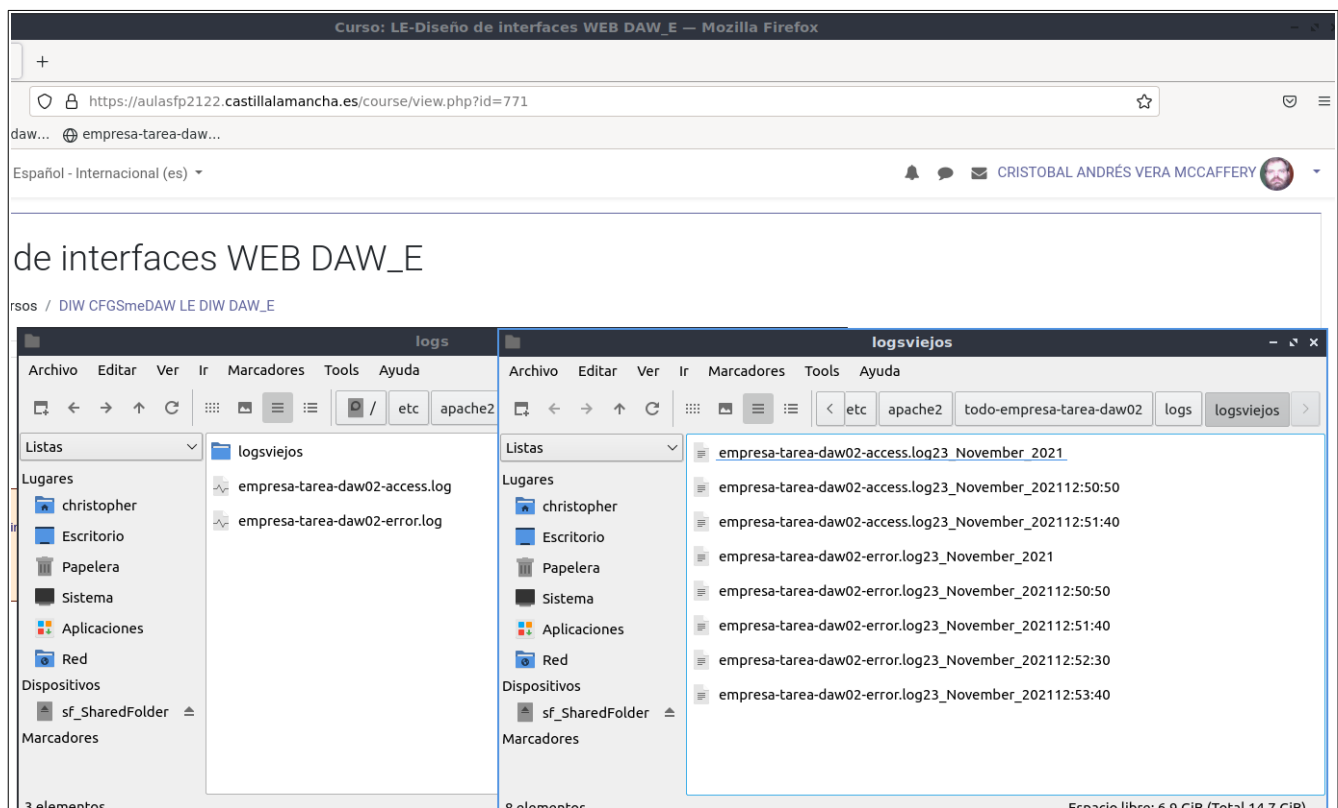 Curso: LE-Diseño de interfaces WEB DAW_E — Mozilla Firefox
https://aulasfp2122.castillalamancha.es/course/view.php?id=771
daw... empresa-tarea-daw...
Español - Internacional (es) CRISTOBAL ANDRÉS VERA MCCAFFERY
de interfaces WEB DAW_E
rsos / DIW CFGSmeDAW LE DIW DAW_E
logs
Archivo Editar Ver Ir Marcadores Tools Ayuda
/ etc apache2
Listas
Lugares
christopher
Escritorio
Papelera
Sistema
Aplicaciones
Red
Dispositivos
sf_SharedFolder
Marcadores
logsviejos
empresa-tarea-daw02-access.log
empresa-tarea-daw02-error.log
3 elementos
logsviejos
Archivo Editar Ver Ir Marcadores Tools Ayuda
etc apache2 todo-empresa-tarea-daw02 logs logsviejos
Listas
Lugares
christopher
Escritorio
Papelera
Sistema
Aplicaciones
Red
Dispositivos
sf_SharedFolder
Marcadores
empresa-tarea-daw02-access.log23_November_2021
empresa-tarea-daw02-access.log23_November_202112:50:50
empresa-tarea-daw02-access.log23_November_202112:51:40
empresa-tarea-daw02-error.log23_November_2021
empresa-tarea-daw02-error.log23_November_202112:50:50
empresa-tarea-daw02-error.log23_November_202112:51:40
empresa-tarea-daw02-error.log23_November_202112:52:30
empresa-tarea-daw02-error.log23_November_202112:53:40
8 elementos Espacio libre: 6,9 GiB (Total 14,7 GiB)